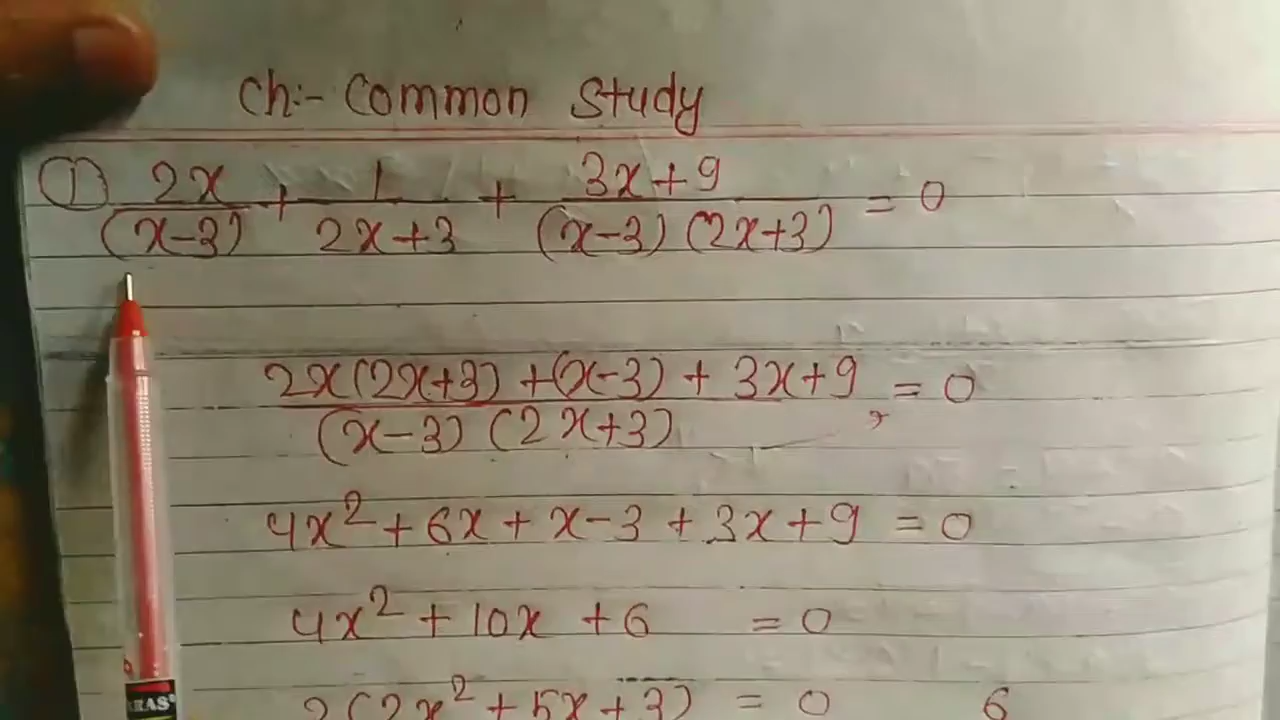 Ch:- Common Study
① 2x/(x-3) + 1/2x+3 + 3x+9/(x-3)(2x+3) = 0
2x(2x+3) + (x-3) + 3x+9/(x-3)(2x+3) = 0
4x² + 6x + x - 3 + 3x + 9 = 0
4x² + 10x + 6 = 0
2(2x² + 5x + 3) = 0 6